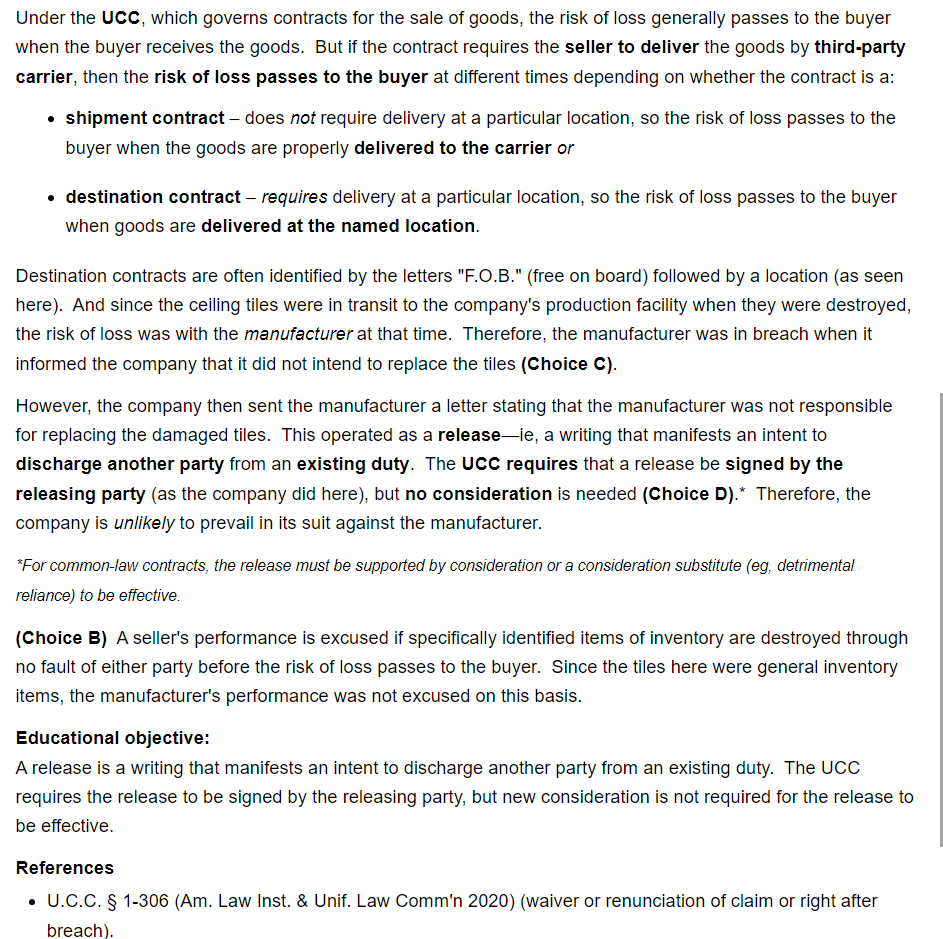 Under the UCC, which governs contracts for the sale of goods, the risk of loss generally passes to the buyer
when the buyer receives the goods.  But if the contract requires the seller to deliver the goods by third-party
carrier, then the risk of loss passes to the buyer at different times depending on whether the contract is a:
• shipment contract – does not require delivery at a particular location, so the risk of loss passes to the
buyer when the goods are properly delivered to the carrier or
• destination contract – requires delivery at a particular location, so the risk of loss passes to the buyer
when goods are delivered at the named location.
Destination contracts are often identified by the letters "F.O.B." (free on board) followed by a location (as seen
here).  And since the ceiling tiles were in transit to the company's production facility when they were destroyed,
the risk of loss was with the manufacturer at that time.  Therefore, the manufacturer was in breach when it
informed the company that it did not intend to replace the tiles (Choice C).
However, the company then sent the manufacturer a letter stating that the manufacturer was not responsible
for replacing the damaged tiles.  This operated as a release—ie, a writing that manifests an intent to
discharge another party from an existing duty.  The UCC requires that a release be signed by the
releasing party (as the company did here), but no consideration is needed (Choice D).*  Therefore, the
company is unlikely to prevail in its suit against the manufacturer.
*For common-law contracts, the release must be supported by consideration or a consideration substitute (eg, detrimental
reliance) to be effective.
(Choice B)  A seller's performance is excused if specifically identified items of inventory are destroyed through
no fault of either party before the risk of loss passes to the buyer.  Since the tiles here were general inventory
items, the manufacturer's performance was not excused on this basis.
Educational objective:
A release is a writing that manifests an intent to discharge another party from an existing duty.  The UCC
requires the release to be signed by the releasing party, but new consideration is not required for the release to
be effective.
References
• U.C.C. § 1-306 (Am. Law Inst. & Unif. Law Comm'n 2020) (waiver or renunciation of claim or right after
breach).